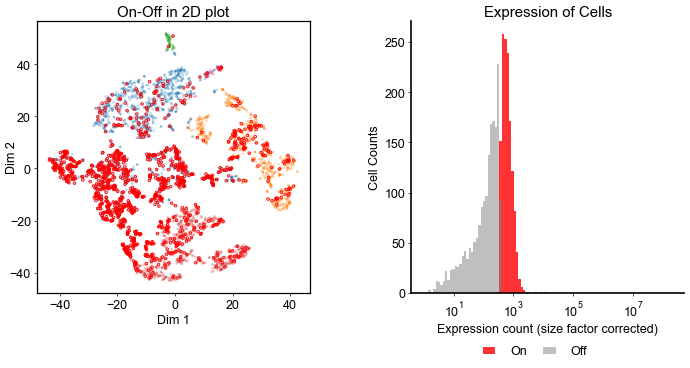 On-Off in 2D plot
Expression of Cells
Dim 2
40
20
0
−20
−40
−40 −20 0 20 40
Dim 1
Cell Counts
250
200
150
100
50
0
10^1 10^3 10^5 10^7
Expression count (size factor corrected)
On Off